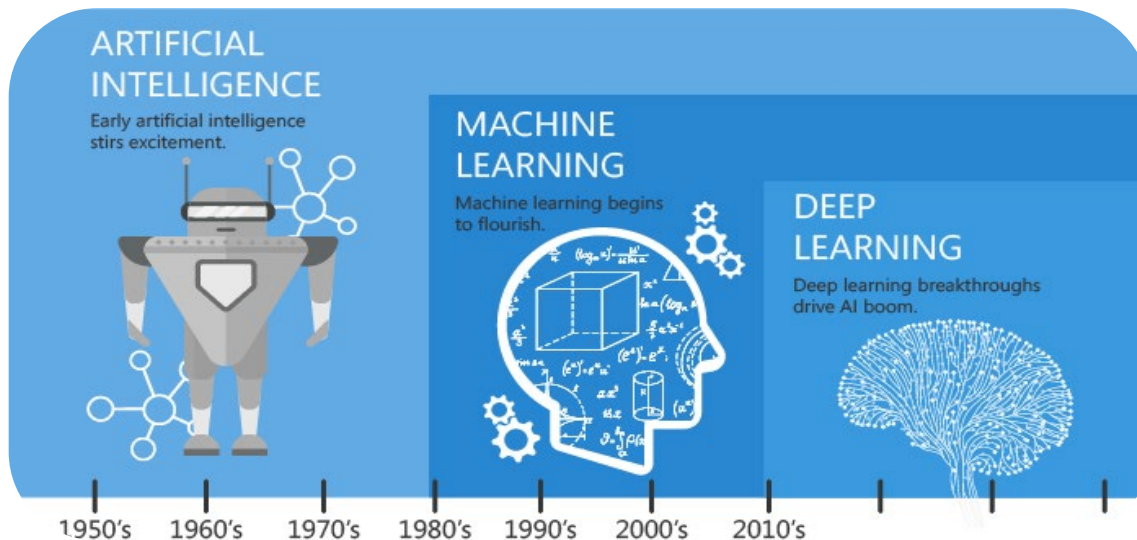 ARTIFICIAL
INTELLIGENCE
Early artificial intelligence
stirs excitement.
MACHINE
LEARNING
Machine learning begins
to flourish.
DEEP
LEARNING
Deep learning breakthroughs
drive AI boom.
1950's 1960's 1970's 1980's 1990's 2000's 2010's